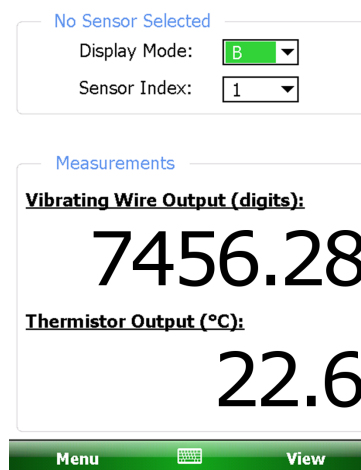 No Sensor Selected
Display Mode: B
Sensor Index: 1
Measurements
Vibrating Wire Output (digits):
7456.28
Thermistor Output (°C):
22.6
Menu View